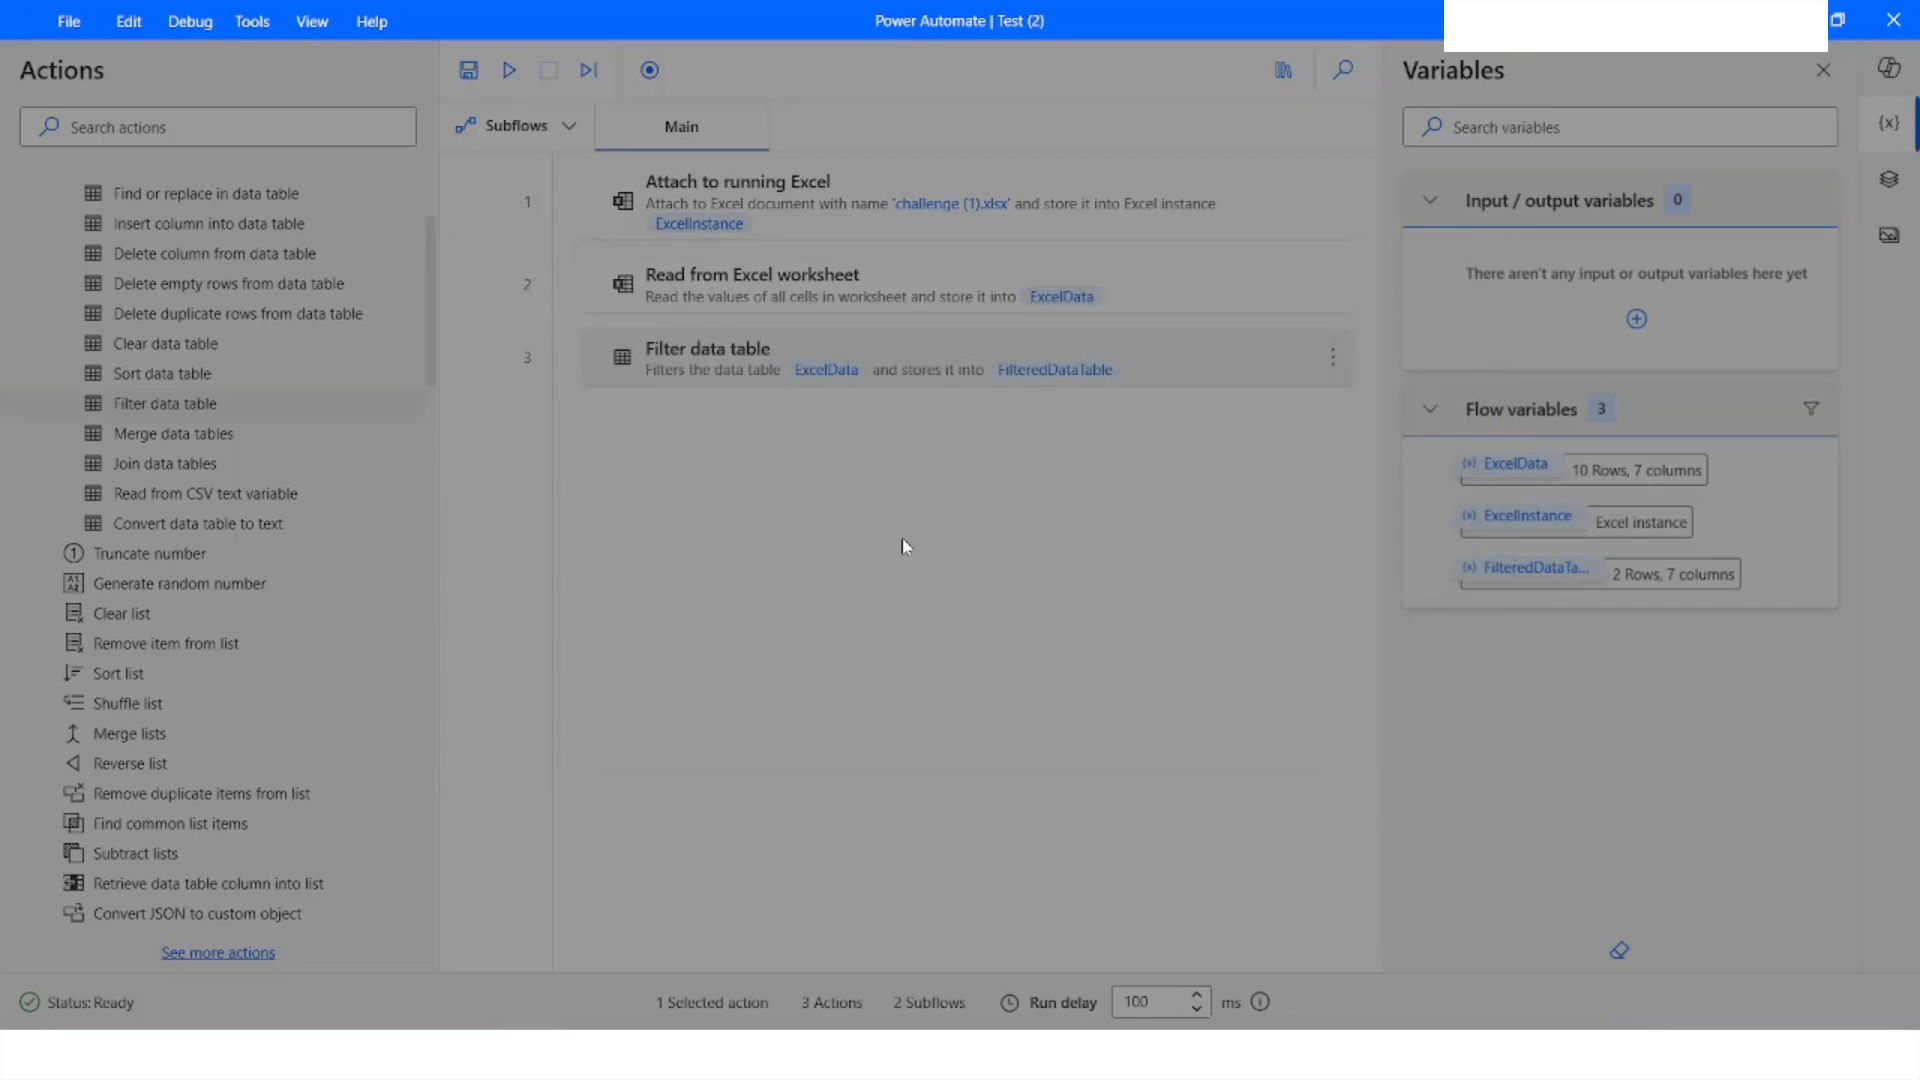 File Edit Debug Tools View Help
Power Automate | Test (2)
Actions
Search actions
Find or replace in data table
Insert column into data table
Delete column from data table
Delete empty rows from data table
Delete duplicate rows from data table
Clear data table
Sort data table
Filter data table
Merge data tables
Join data tables
Read from CSV text variable
Convert data table to text
Truncate number
Generate random number
Clear list
Remove item from list
Sort list
Shuffle list
Merge lists
Reverse list
Remove duplicate items from list
Find common list items
Subtract lists
Retrieve data table column into list
Convert JSON to custom object
See more actions
Subflows
Main
1
Attach to running Excel
Attach to Excel document with name 'challenge (1).xlsx' and store it into Excel instance
ExcelInstance
2
Read from Excel worksheet
Read the values of all cells in worksheet and store it into ExcelData
3
Filter data table
Filters the data table ExcelData and stores it into FilteredDataTable
Variables
Search variables
{x}
Input / output variables 0
There aren't any input or output variables here yet
Flow variables 3
(x) ExcelData 10 Rows, 7 columns
(x) ExcelInstance Excel instance
(x) FilteredDataTa... 2 Rows, 7 columns
Status: Ready
1 Selected action 3 Actions 2 Subflows Run delay 100 ms